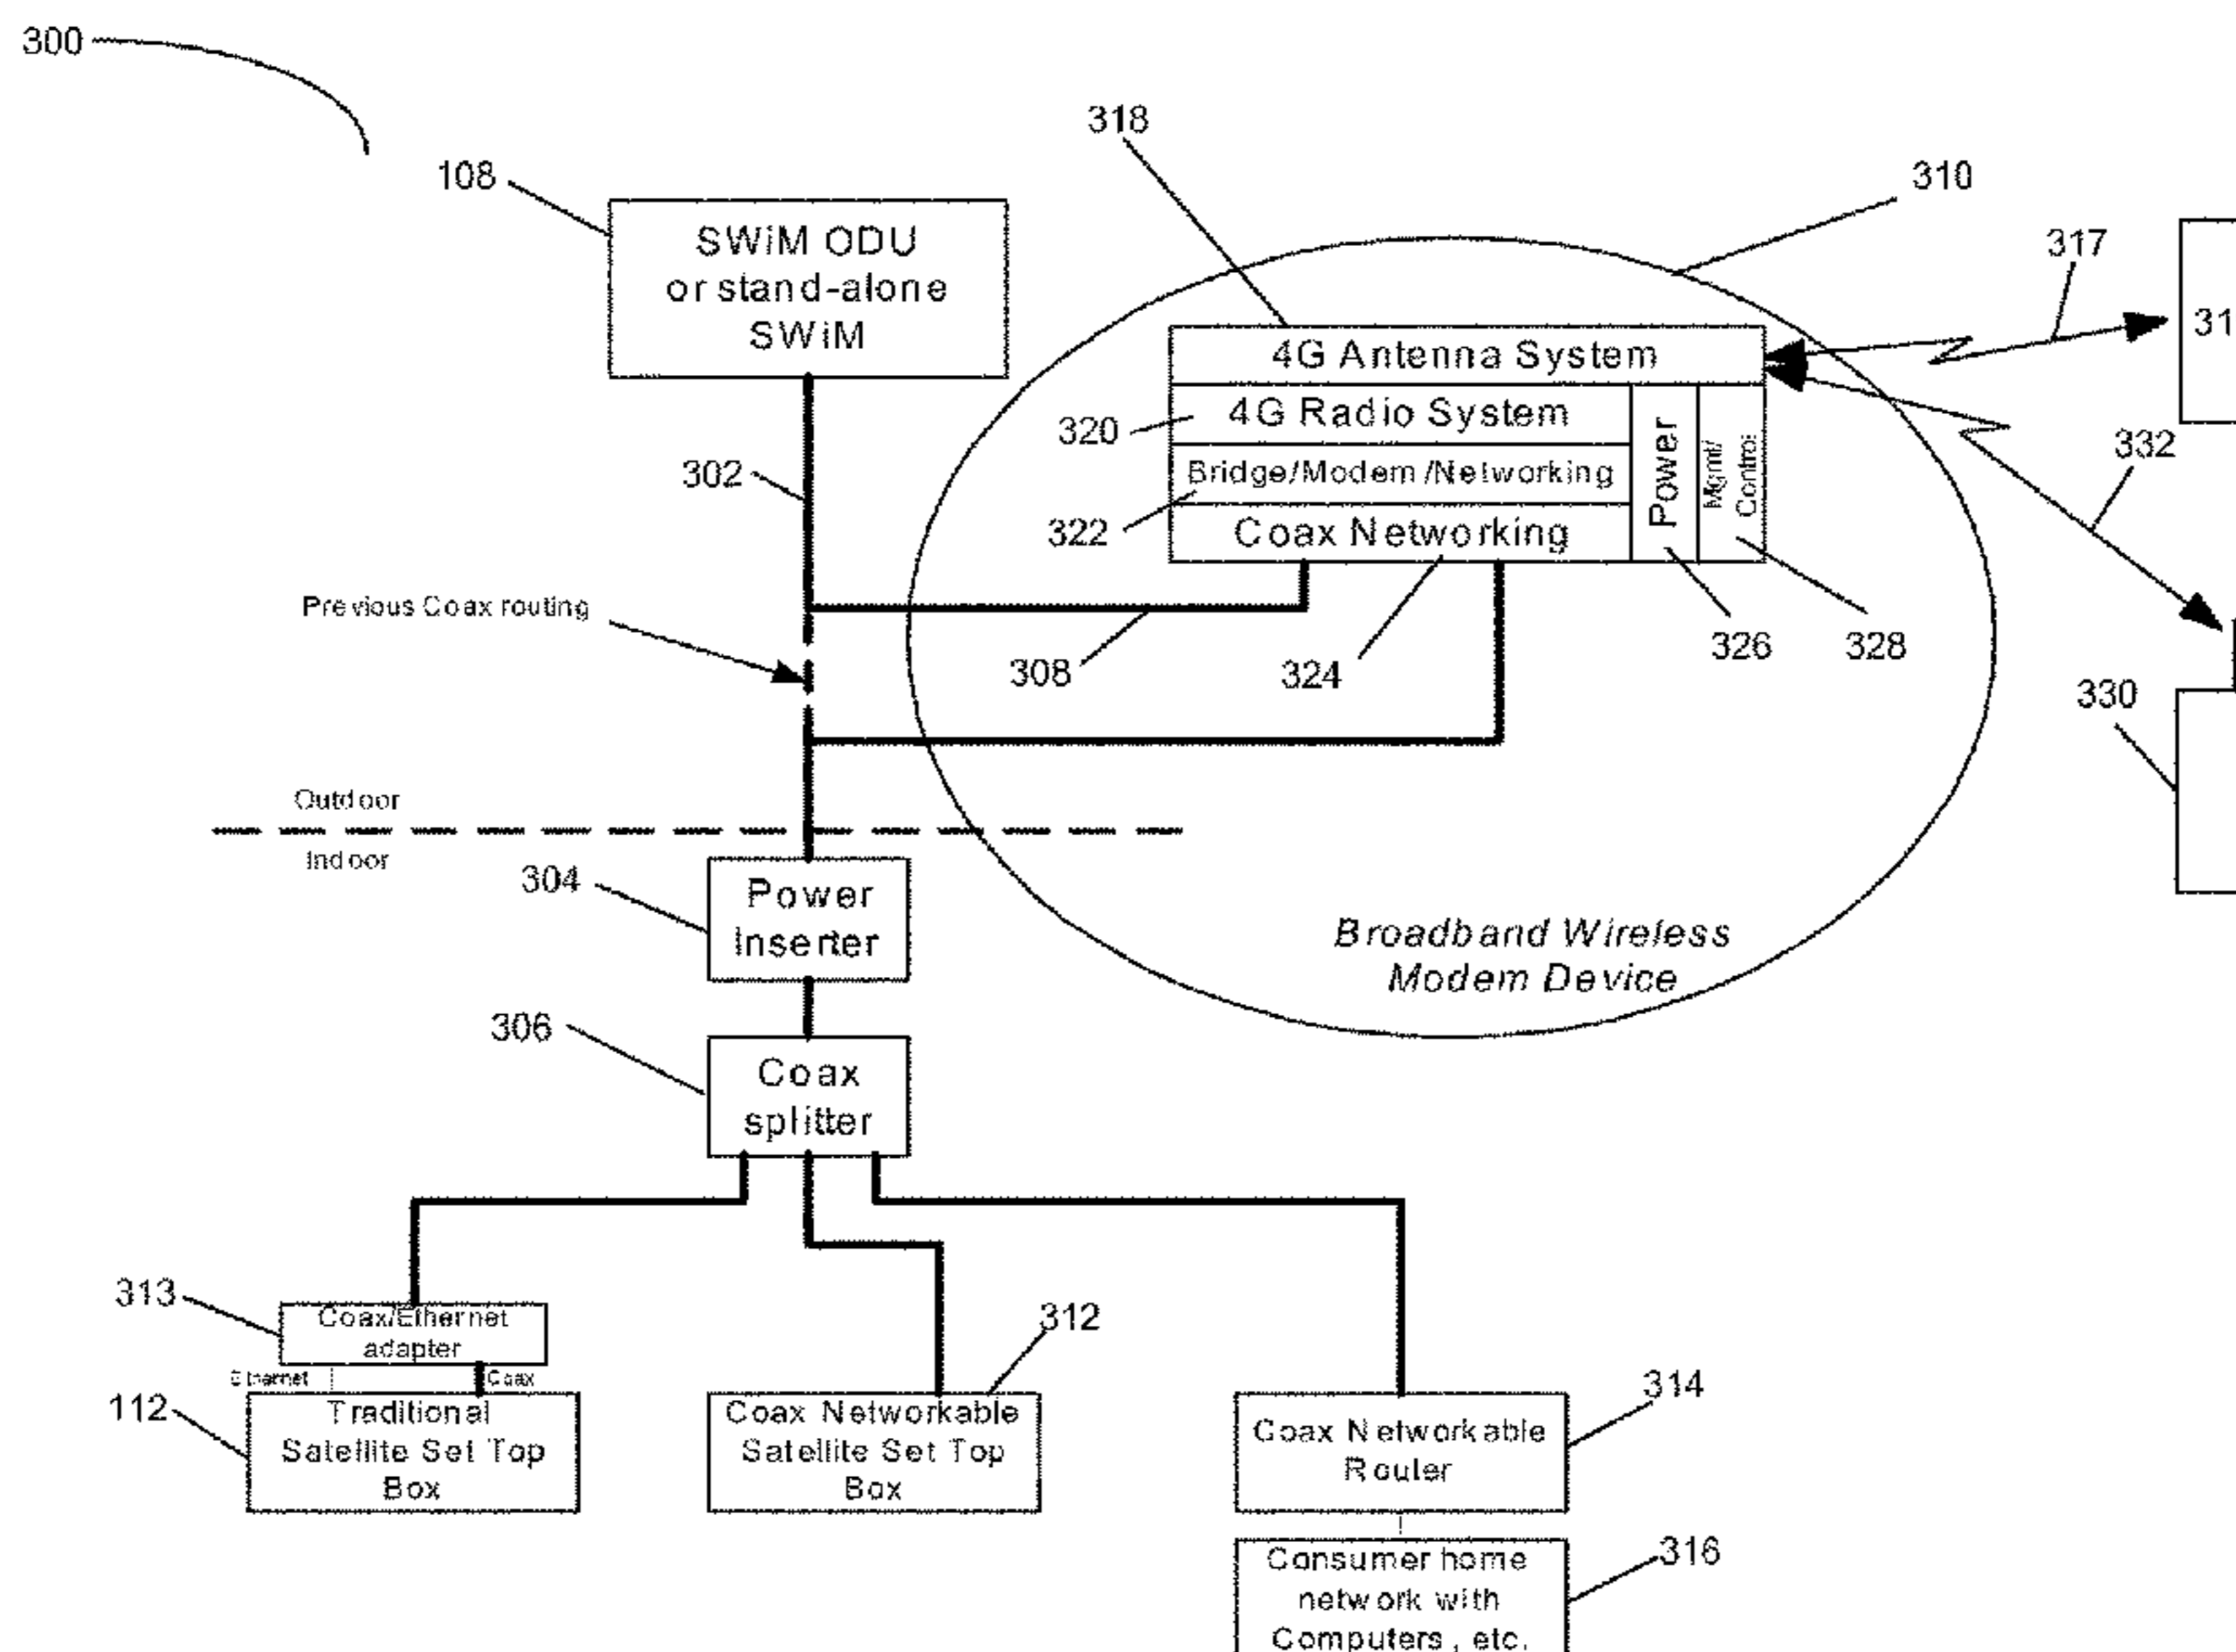 300
318
108
310
SWiM ODU
or stand-alone
SWiM
317
31
4G Antenna System
4G Radio System
320
332
302
Bridge/Modem/Networking
Power
Mgmt/
Control
322
Coax Networking
Previous Coax routing
308
324
326
328
330
Outdoor
Indoor
304
Power
Inserter
Broadband Wireless
Modem Device
306
Coax
splitter
313
Coax/Ethernet
adapter
312
Ethernet
Coax
112
Traditional
Satellite Set Top
Box
Coax Networkable
Satellite Set Top
Box
314
Coax Networkable
Router
316
Consumer home
network with
Computers, etc.